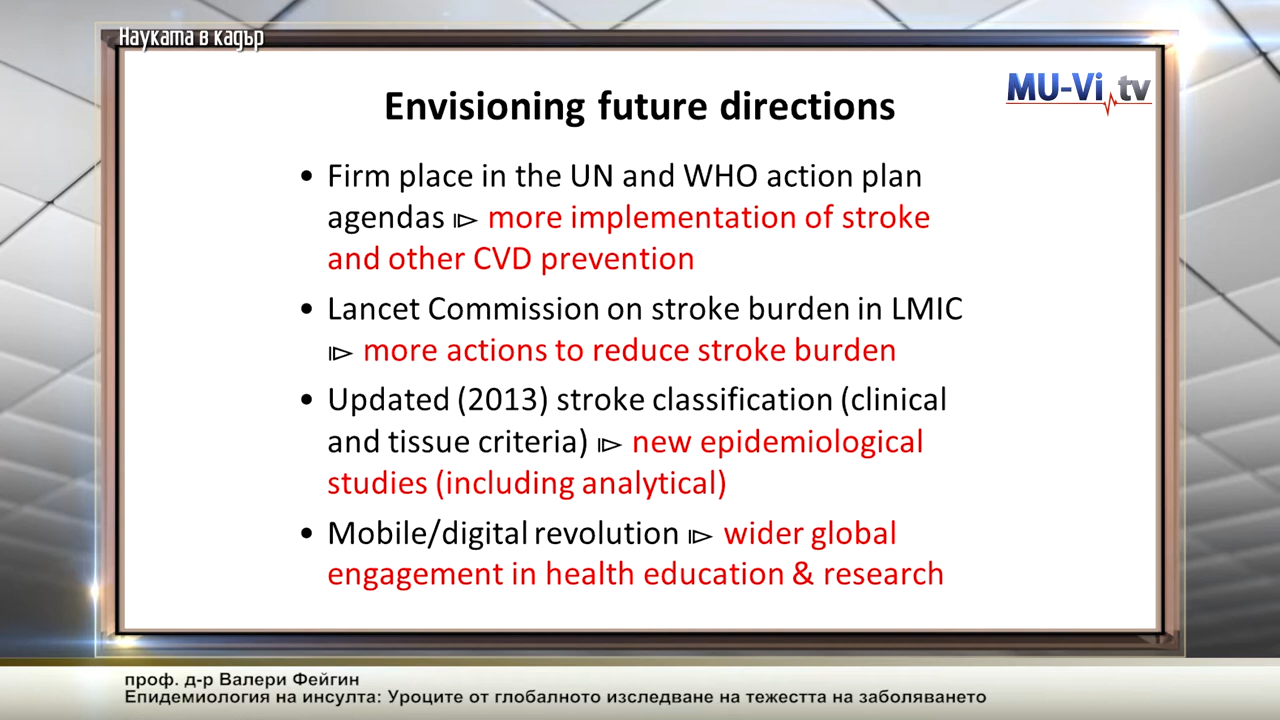 Науката в кадър
MU-Vi.tv
Envisioning future directions
• Firm place in the UN and WHO action plan
agendas ⌲ more implementation of stroke
and other CVD prevention
• Lancet Commission on stroke burden in LMIC
⌲ more actions to reduce stroke burden
• Updated (2013) stroke classification (clinical
and tissue criteria) ⌲ new epidemiological
studies (including analytical)
• Mobile/digital revolution ⌲ wider global
engagement in health education & research
проф. д-р Валери Фейгин
Епидемиология на инсулта: Уроците от глобалното изследване на тежестта на заболяването